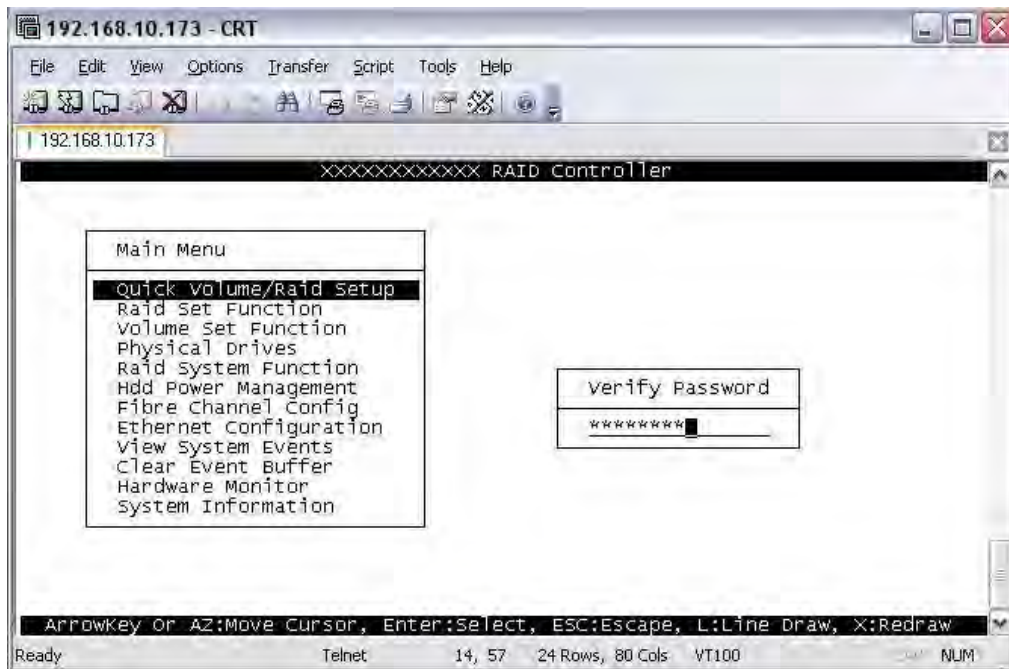 192.168.10.173 - CRT
File Edit View Options Transfer Script Tools Help
192.168.10.173
XXXXXXXXXXXX RAID Controller
Main Menu
Quick Volume/Raid Setup
Raid Set Function
Volume Set Function
Physical Drives
Raid System Function
Hdd Power Management
Fibre Channel Config
Ethernet Configuration
View System Events
Clear Event Buffer
Hardware Monitor
System Information
Verify Password
********
ArrowKey Or AZ:Move Cursor, Enter:Select, ESC:Escape, L:Line Draw, X:Redraw
Ready Telnet 14, 57 24 Rows, 80 Cols VT100 NUM